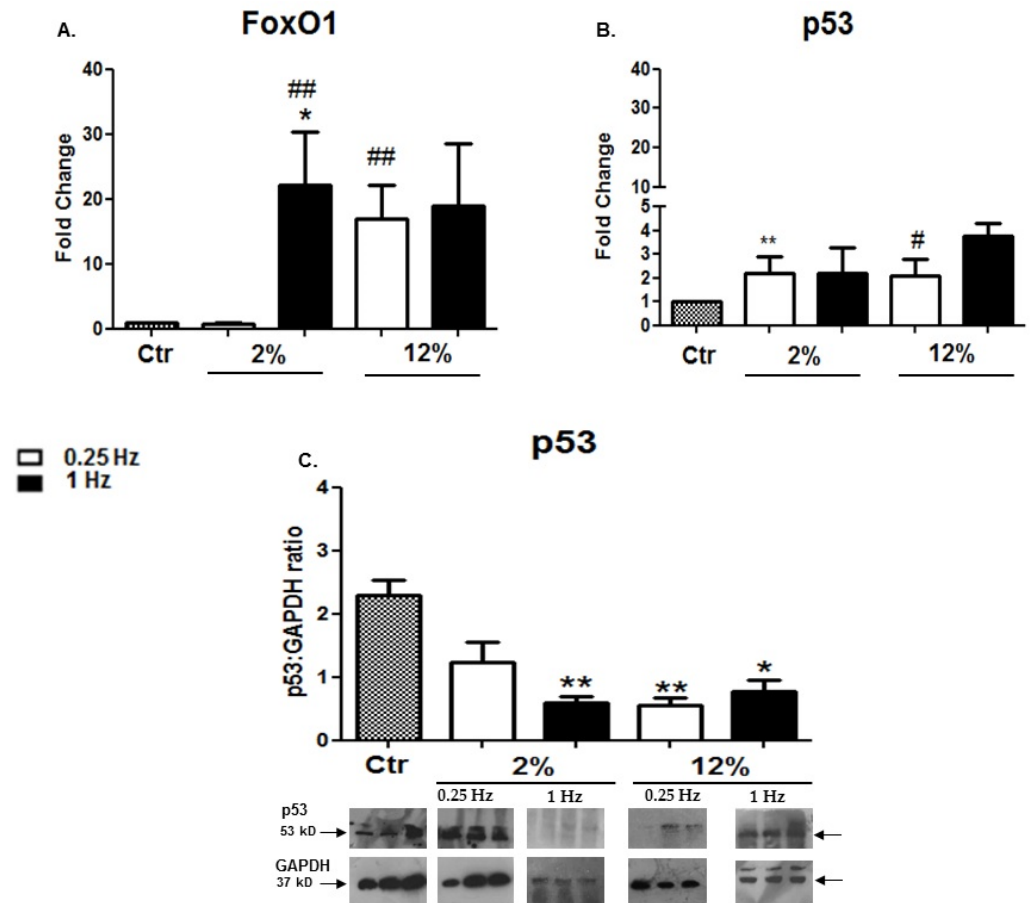 A.
FoxO1
Fold Change
40
30
20
10
0
##
*
##
Ctr
2%
12%
B.
p53
Fold Change
40
30
20
10
5
4
3
2
1
0
**
#
Ctr
2%
12%
0.25 Hz
1 Hz
C.
p53
p53:GAPDH ratio
4
3
2
1
0
**
**
*
Ctr
2%
12%
0.25 Hz
1 Hz
0.25 Hz
1 Hz
p53
53 kD
GAPDH
37 kD